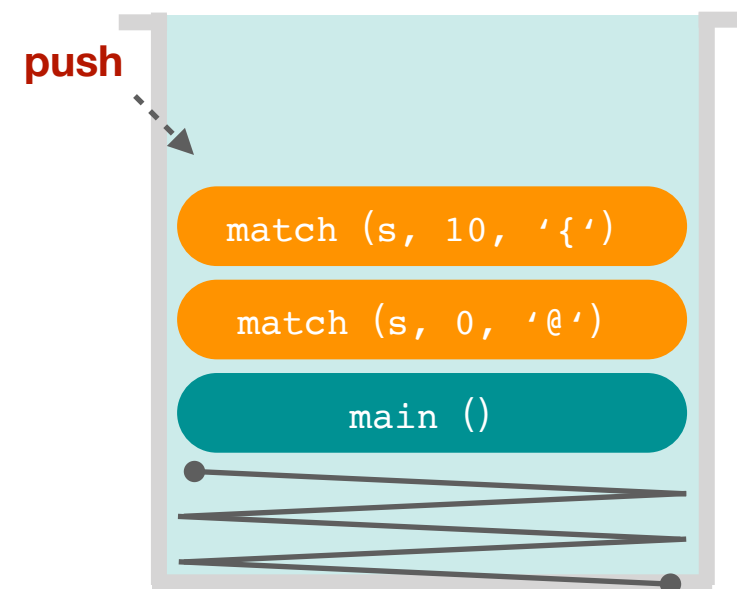 push
match (s, 10, ‘{‘)
match (s, 0, ‘@‘)
main ()